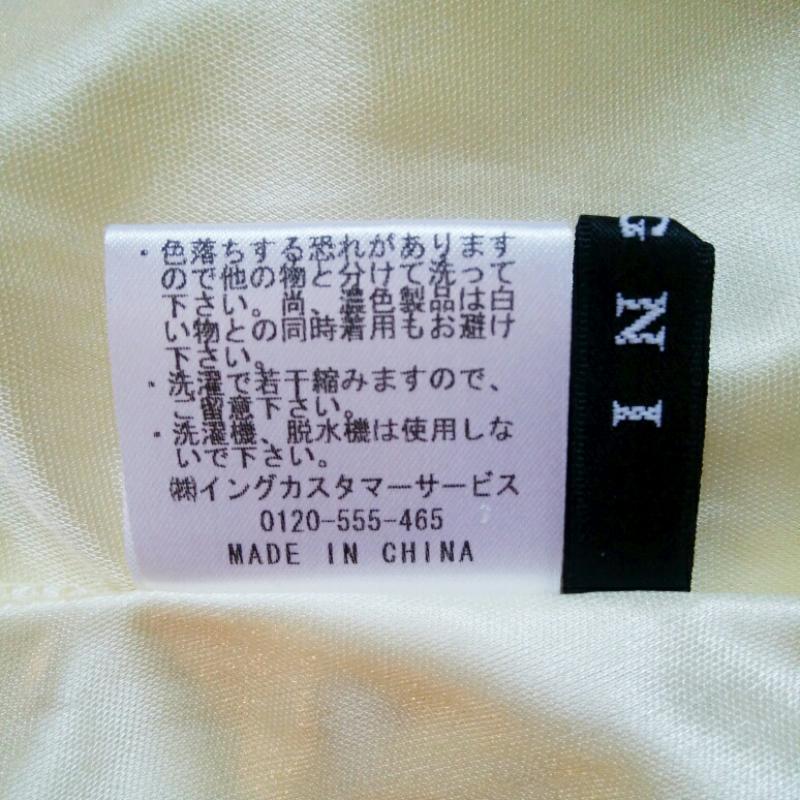 ・色落ちする恐れがあります
ので他の物と分けて洗って
下さい。尚、濃色製品は白
い物との同時着用もお避け
下さい。
・洗濯で若干縮みますので、
ご留意下さい。
・洗濯機、脱水機は使用しな
いで下さい。
㈱イングカスタマーサービス
0120-555-465
MADE IN CHINA
I N G